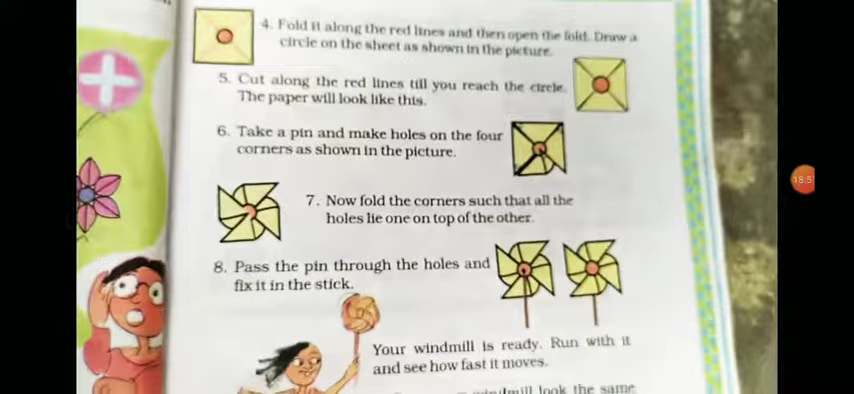 4. Fold it along the red lines and then open the fold. Draw a
circle on the sheet as shown in the picture.
5. Cut along the red lines till you reach the circle.
The paper will look like this.
6. Take a pin and make holes on the four
corners as shown in the picture.
7. Now fold the corners such that all the
holes lie one on top of the other.
8. Pass the pin through the holes and
fix it in the stick.
Your windmill is ready. Run with it
and see how fast it moves.
windmill look the same